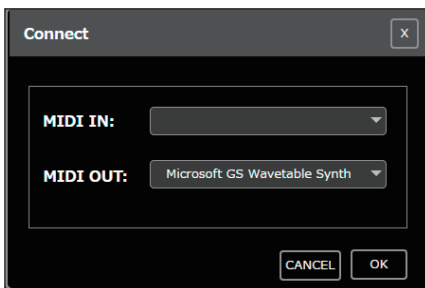 Connect
X
MIDI IN:
MIDI OUT: Microsoft GS Wavetable Synth
CANCEL OK